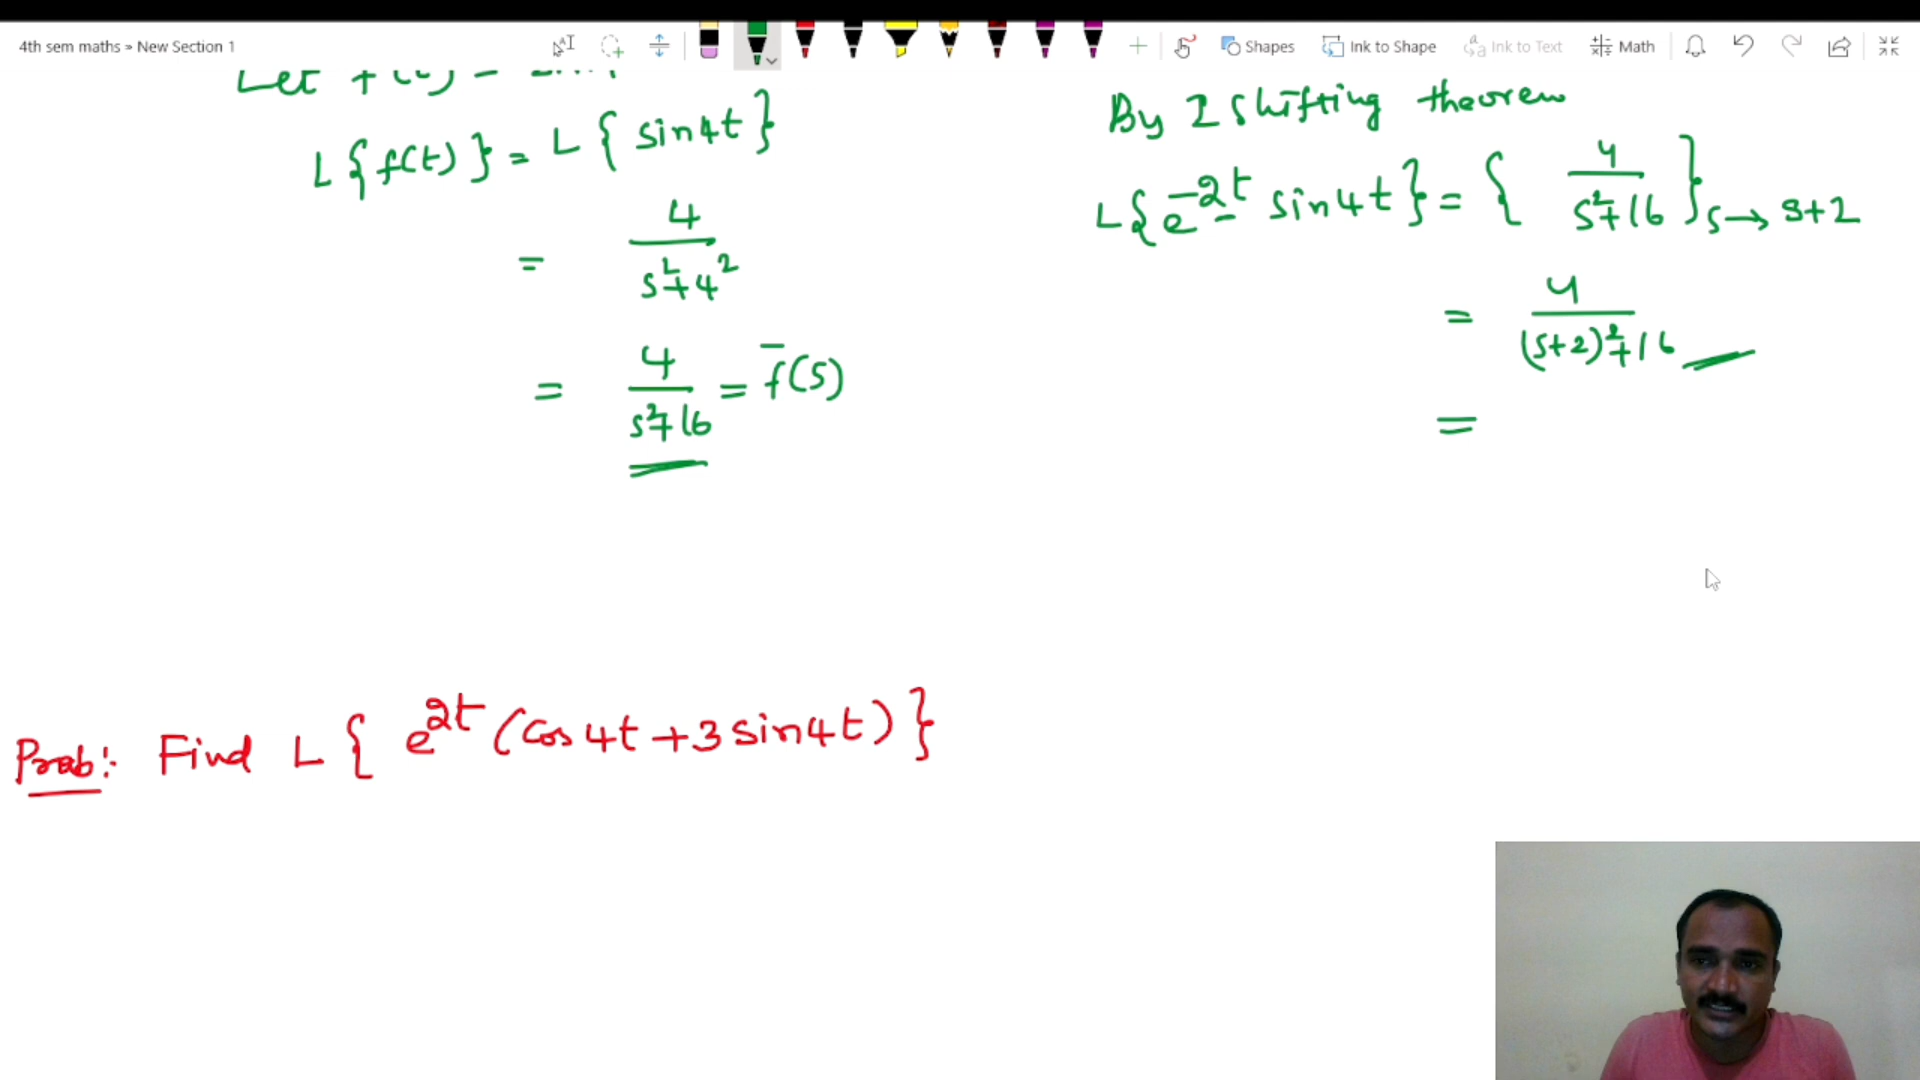 4th sem maths » New Section 1
Shapes Ink to Shape Ink to Text Math
Let f(t) =
L{f(t)} = L{sin4t}
= 4/(s²+4²)
= 4/(s²+16) = f̄(s)
By I Shifting theorem
L{e^-2t sin4t} = {4/(s²+16)} s→s+2
= 4/((s+2)²+16)
=
Prob:- Find L{e^2t (cos4t+3sin4t)}